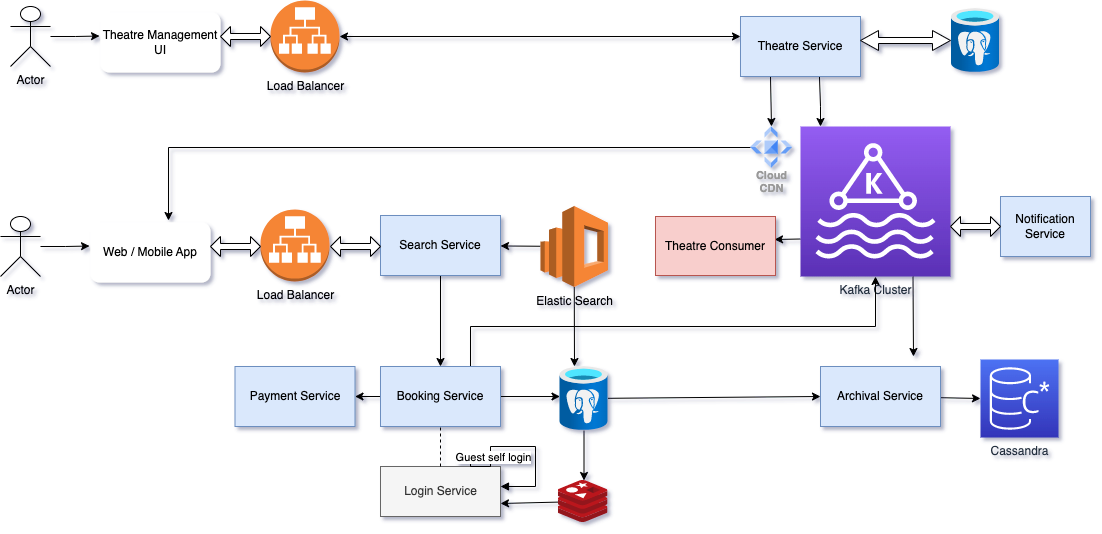 Actor
Theatre Management
UI
Load Balancer
Theatre Service
Cloud
CDN
K
Kafka Cluster
Notification
Service
Theatre Consumer
Actor
Web / Mobile App
Load Balancer
Search Service
Elastic Search
Payment Service
Booking Service
Archival Service
C*
Cassandra
Guest self login
Login Service